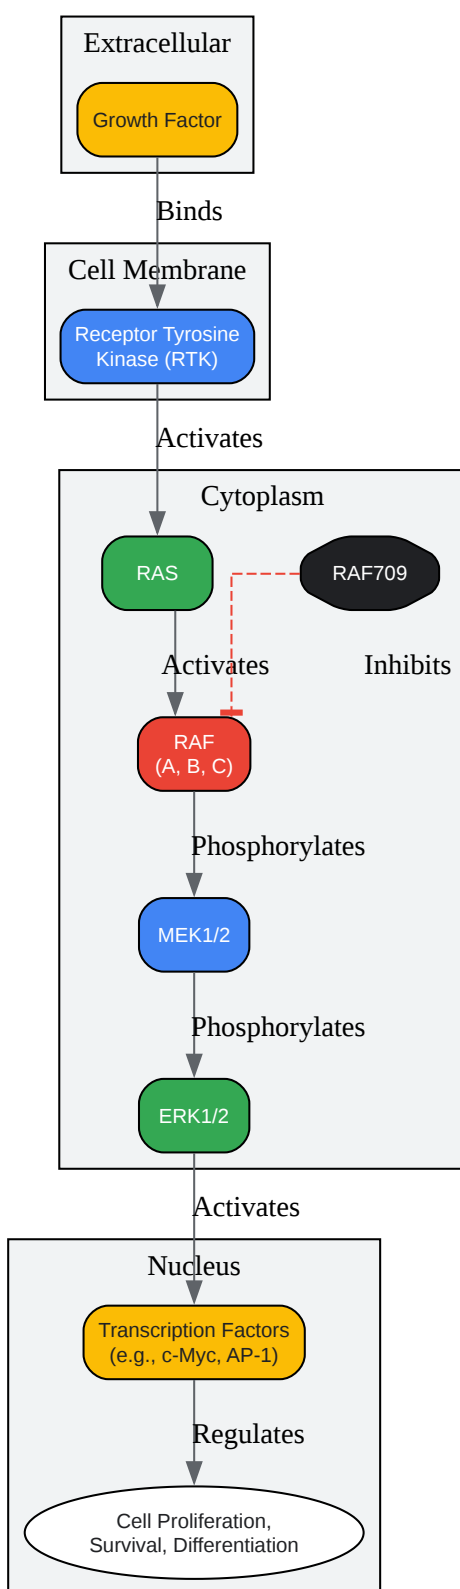 Extracellular
Growth Factor
Binds
Cell Membrane
Receptor Tyrosine
Kinase (RTK)
Activates
Cytoplasm
RAS
RAF709
Activates
Inhibits
RAF
(A, B, C)
Phosphorylates
MEK1/2
Phosphorylates
ERK1/2
Activates
Nucleus
Transcription Factors
(e.g., c-Myc, AP-1)
Regulates
Cell Proliferation,
Survival, Differentiation